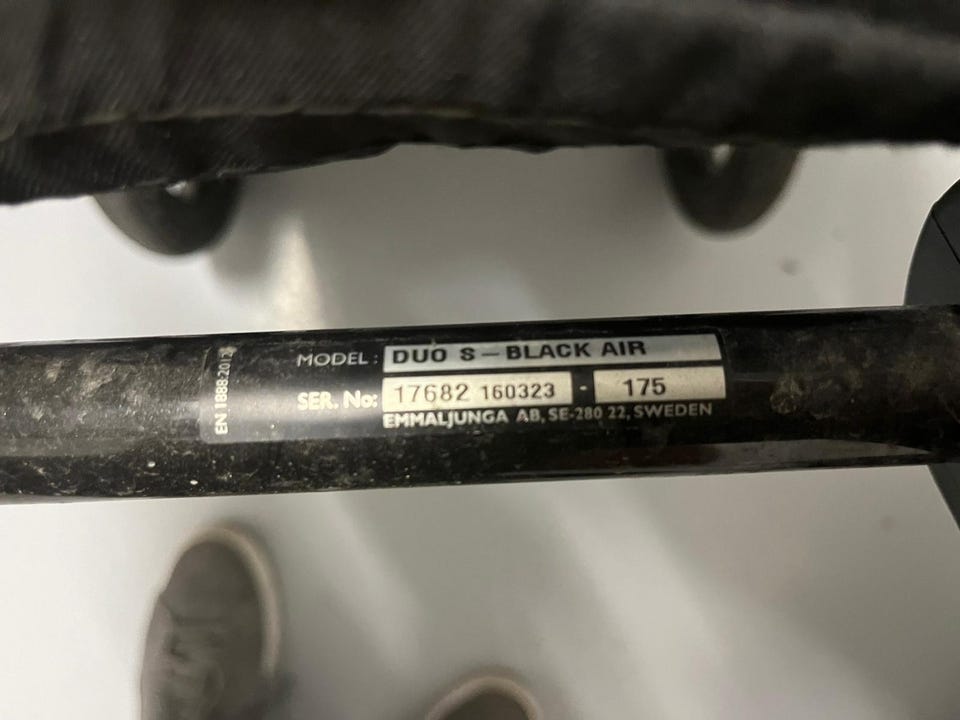 MODEL: DUO S - BLACK AIR
SER. No: 17682 160323 - 175
EMMALJUNGA AB, SE-280 22, SWEDEN
EN 1888:2012